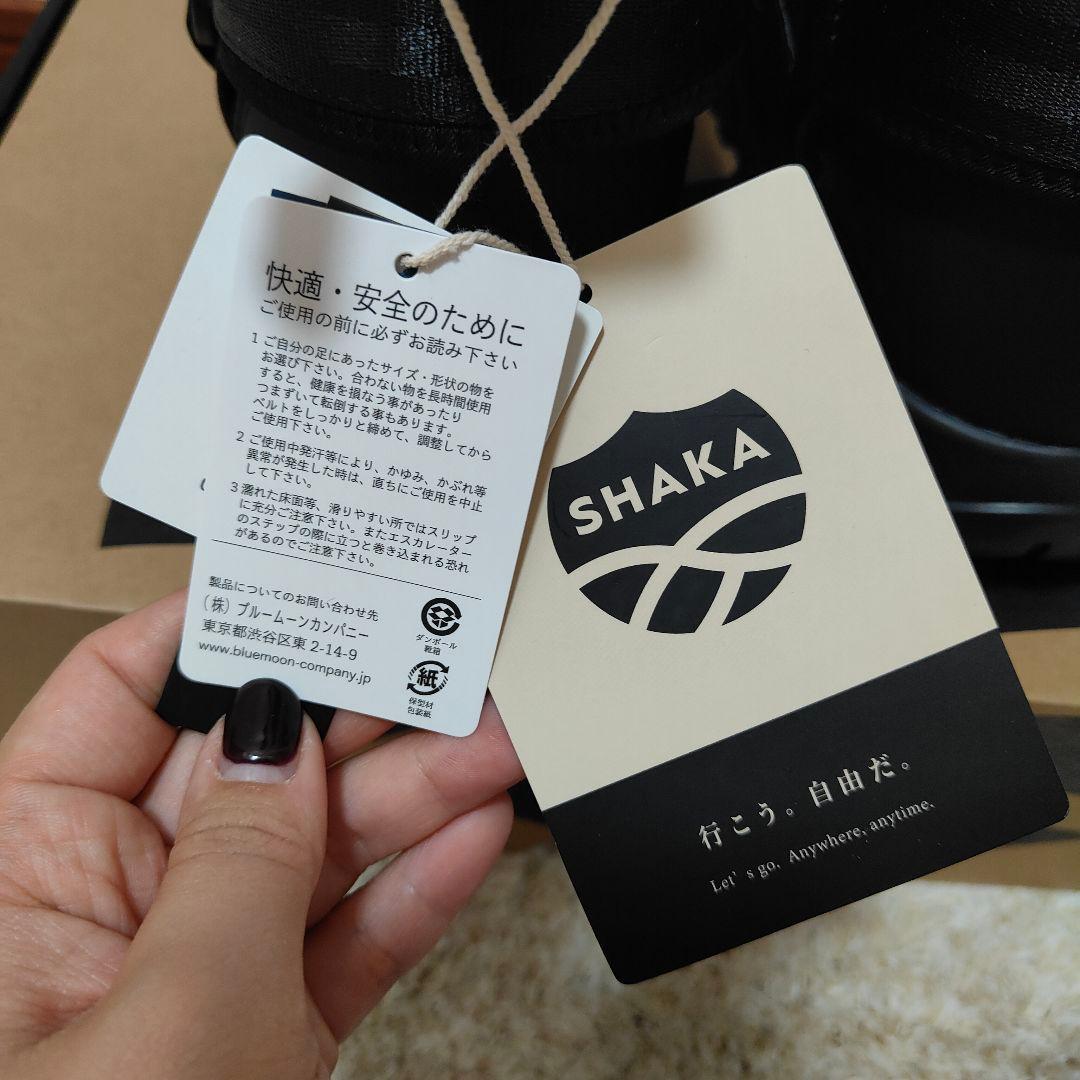 快適・安全のために
ご使用の前に必ずお読み下さい
1 ご自分の足にあったサイズ・形状の物を
お選び下さい。合わない物を長時間使用
すると、健康を損なう事があったり
つまずいて転倒する事もあります。
ベルトをしっかりと締めて、調整してから
ご使用下さい。
2 ご使用中発汗等により、かゆみ、かぶれ等
異常が発生した時は、直ちにご使用を中止
して下さい。
3 濡れた床面等、滑りやすい所ではスリップ
に充分ご注意下さい。またエスカレーター
のステップの際に立つと巻き込まれる恐れ
があるのでご注意下さい。
製品についてのお問い合わせ先
（株）ブルームーンカンパニー
東京都渋谷区東 2-14-9
www.bluemoon-company.jp
ダンボール
靴箱
紙
保型材
包装紙
SHAKA
行こう。自由だ。
Let's go. Anywhere, anytime.